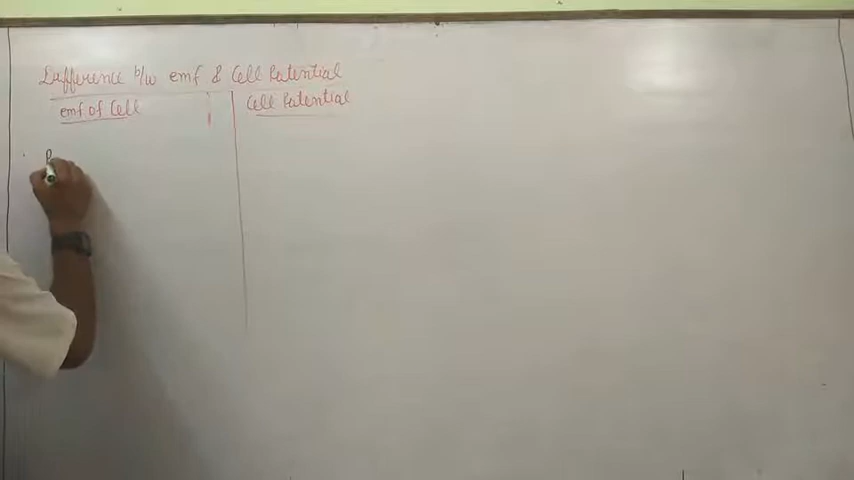 Difference b/w emf & Cell Potential
emf of Cell
Cell Potential